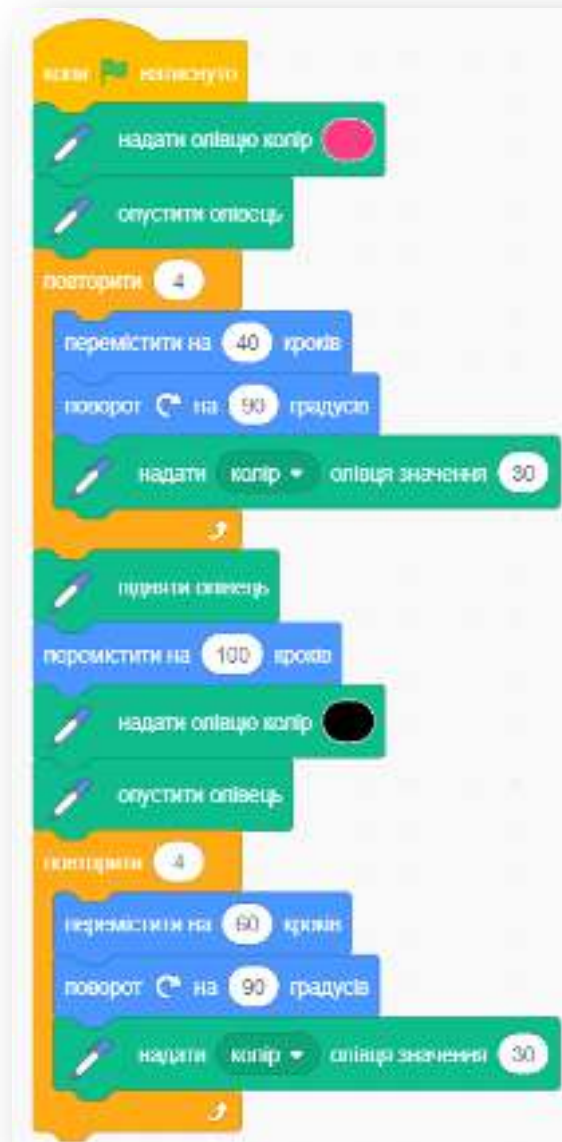 коли натиснуто
надати олівцю колір
опустити олівець
повторити 4
перемістити на 40 кроків
поворот на 90 градусів
надати колір олівця значення 30
підняти олівець
перемістити на 100 кроків
надати олівцю колір
опустити олівець
повторити 4
перемістити на 60 кроків
поворот на 90 градусів
надати колір олівця значення 30